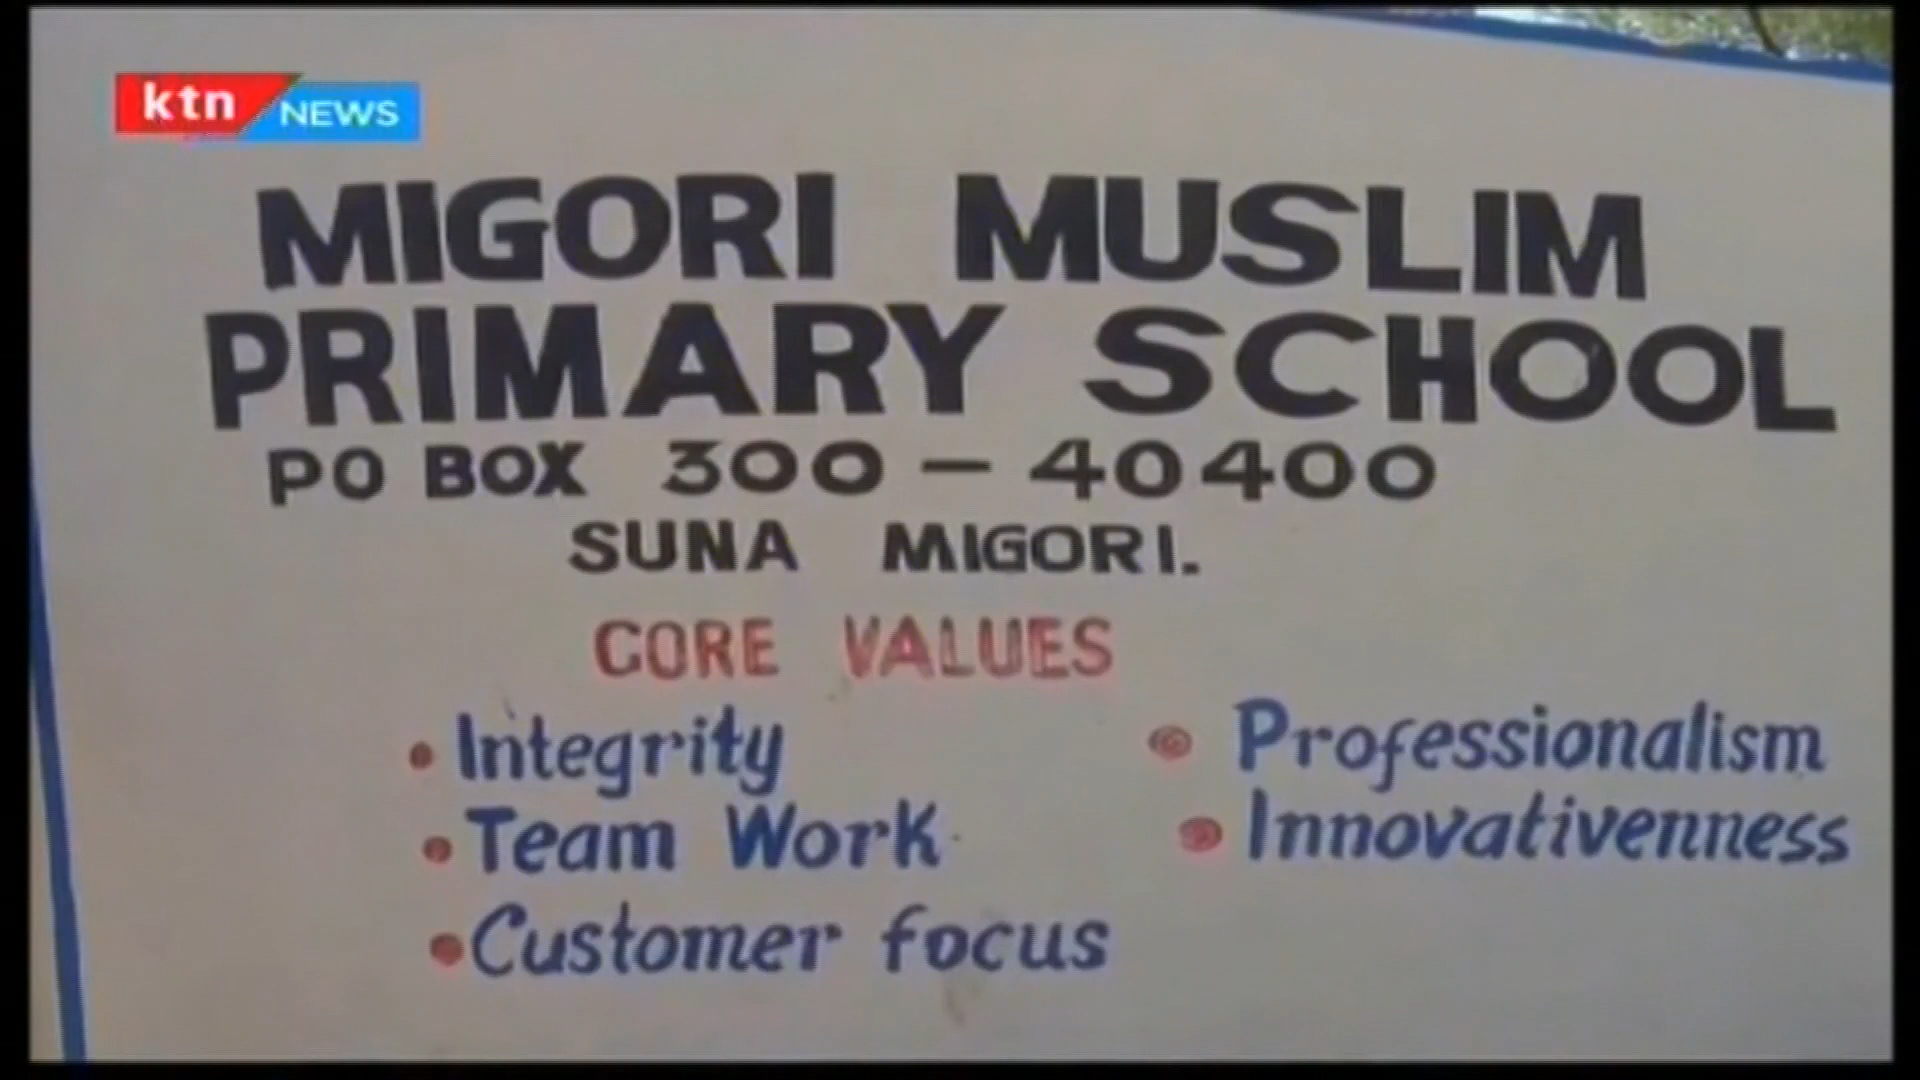 ktn NEWS
MIGORI MUSLIM
PRIMARY SCHOOL
PO BOX 300 - 40400
SUNA MIGORI.
CORE VALUES
• Integrity
• Team Work
• Customer focus
• Professionalism
• Innovativenness